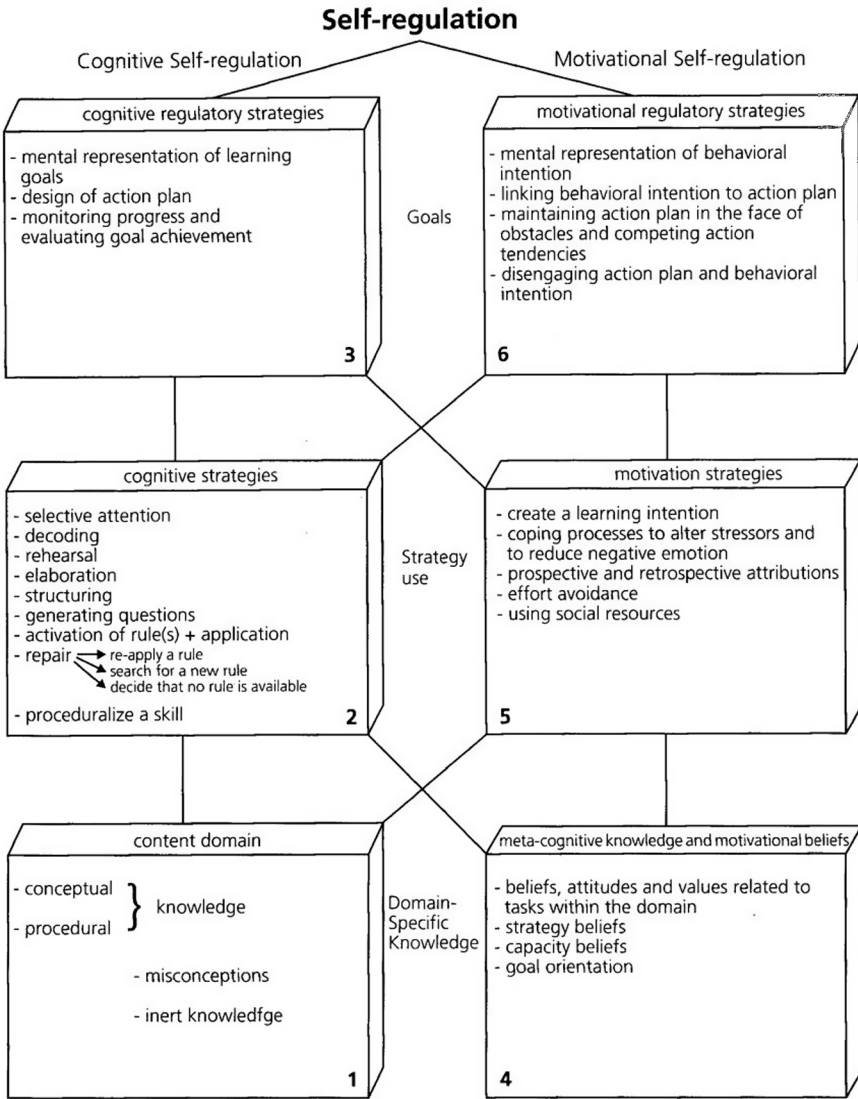 Self-regulation
Cognitive Self-regulation
Motivational Self-regulation
cognitive regulatory strategies
- mental representation of learning
goals
- design of action plan
- monitoring progress and
evaluating goal achievement
3
Goals
motivational regulatory strategies
- mental representation of behavioral
intention
- linking behavioral intention to action plan
- maintaining action plan in the face of
obstacles and competing action
tendencies
- disengaging action plan and behavioral
intention
6
cognitive strategies
- selective attention
- decoding
- rehearsal
- elaboration
- structuring
- generating questions
- activation of rule(s) + application
- repair
re-apply a rule
search for a new rule
decide that no rule is available
- proceduralize a skill
2
Strategy
use
motivation strategies
- create a learning intention
- coping processes to alter stressors and
to reduce negative emotion
- prospective and retrospective attributions
- effort avoidance
- using social resources
5
content domain
- conceptual
- procedural
} knowledge
- misconceptions
- inert knowledfge
1
Domain-
Specific
Knowledge
meta-cognitive knowledge and motivational beliefs
- beliefs, attitudes and values related to
tasks within the domain
- strategy beliefs
- capacity beliefs
- goal orientation
4